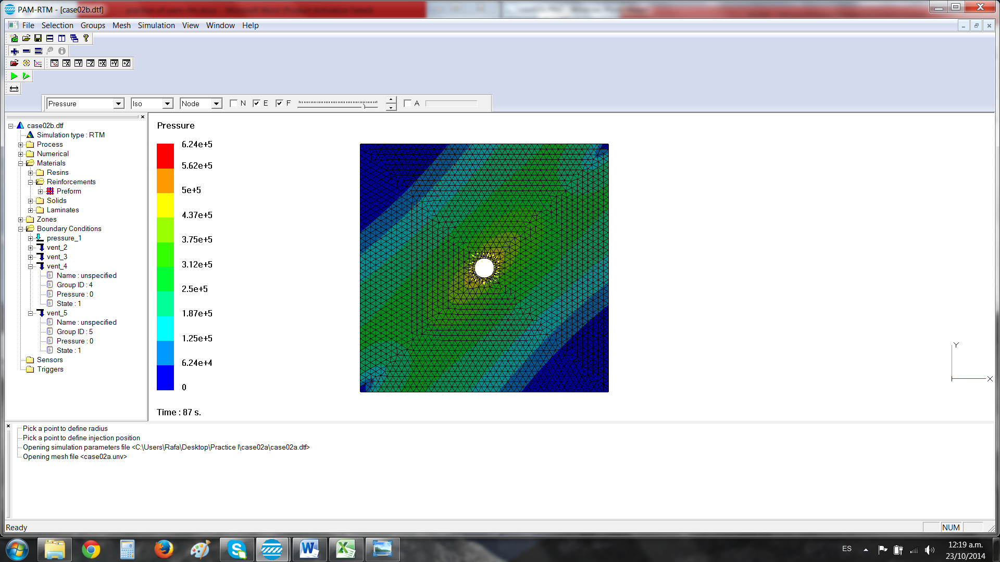 PAM-RTM - [case02b.dtf]
File Selection Groups Mesh Simulation View Window Help
-X -Y -Z +X +Y +Z
Pressure Iso Node N E F A
case02b.dtf
Simulation type : RTM
Process
Numerical
Materials
Resins
Reinforcements
Preform
Solids
Laminates
Zones
Boundary Conditions
pressure_1
vent_2
vent_3
vent_4
Name : unspecified
Group ID : 4
Pressure : 0
State : 1
vent_5
Name : unspecified
Group ID : 5
Pressure : 0
State : 1
Sensors
Triggers
Pressure
6.24e+5
5.62e+5
5e+5
4.37e+5
3.75e+5
3.12e+5
2.5e+5
1.87e+5
1.25e+5
6.24e+4
0
Time : 87 s.
Y
X
Pick a point to define radius
Pick a point to define injection position
Opening simulation parameters file <C:\Users\Rafa\Desktop\Practice I\case02a\case02a.dtf>
Opening mesh file <case02a.unv>
Ready
NUM
ES
12:19 a.m.
23/10/2014